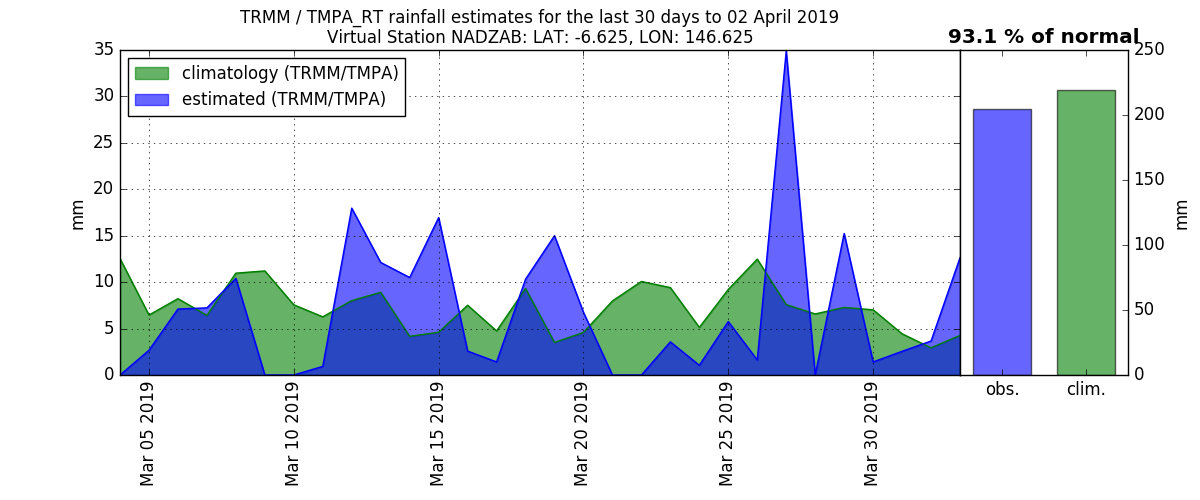 TRMM / TMPA_RT rainfall estimates for the last 30 days to 02 April 2019
Virtual Station NADZAB: LAT: -6.625, LON: 146.625
93.1 % of normal
climatology (TRMM/TMPA)
estimated (TRMM/TMPA)
35
30
25
20
15
10
5
0
mm
Mar 05 2019
Mar 10 2019
Mar 15 2019
Mar 20 2019
Mar 25 2019
Mar 30 2019
obs.
clim.
250
200
150
100
50
0
mm